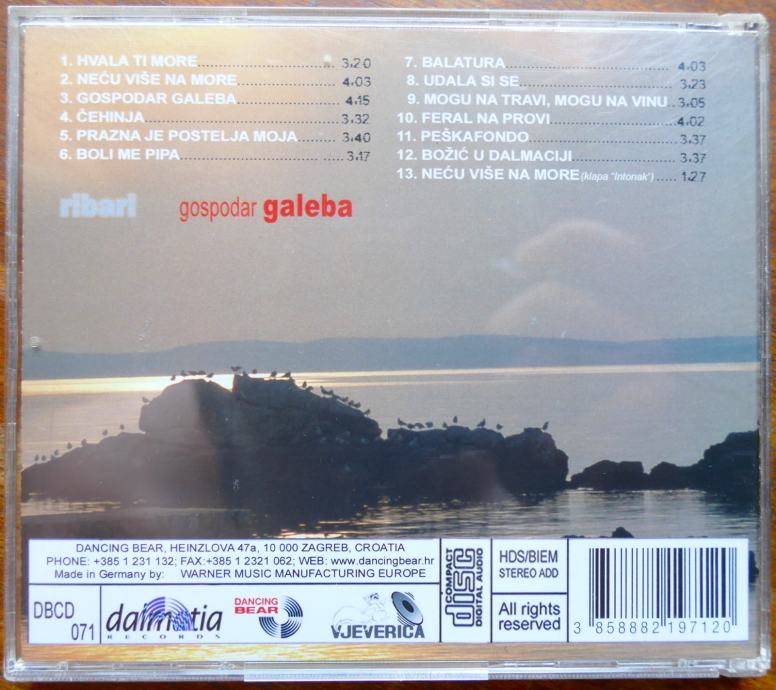 1. HVALA TI MORE................................ 3.20
2. NEĆU VIŠE NA MORE........................ 4.03
3. GOSPODAR GALEBA........................ 4.15
4. ČEHINJA........................................... 3.32
5. PRAZNA JE POSTELJA MOJA.......... 3.40
6. BOLI ME PIPA................................. 3.17
7. BALATURA........................................ 4.03
8. UDALA SI SE..................................... 3.23
9. MOGU NA TRAVI, MOGU NA VINU.. 3.05
10. FERAL NA PROVI............................. 4.02
11. PEŠKAFONDO................................. 3.37
12. BOŽIĆ U DALMACIJI........................ 3.37
13. NEĆU VIŠE NA MORE (klapa "Intonak")..... 1.27
ribari gospodar galeba
DANCING BEAR, HEINZLOVA 47a, 10 000 ZAGREB, CROATIA
PHONE: +385 1 231 132; FAX:+385 1 2321 062; WEB: www.dancingbear.hr
Made in Germany by: WARNER MUSIC MANUFACTURING EUROPE
DBCD
071
dalmatia
RECORDS
DANCING
BEAR
VJEVERICA
COMPACT
disc
DIGITAL AUDIO
HDS/BIEM
STEREO ADD
All rights
reserved
3 858882 197120